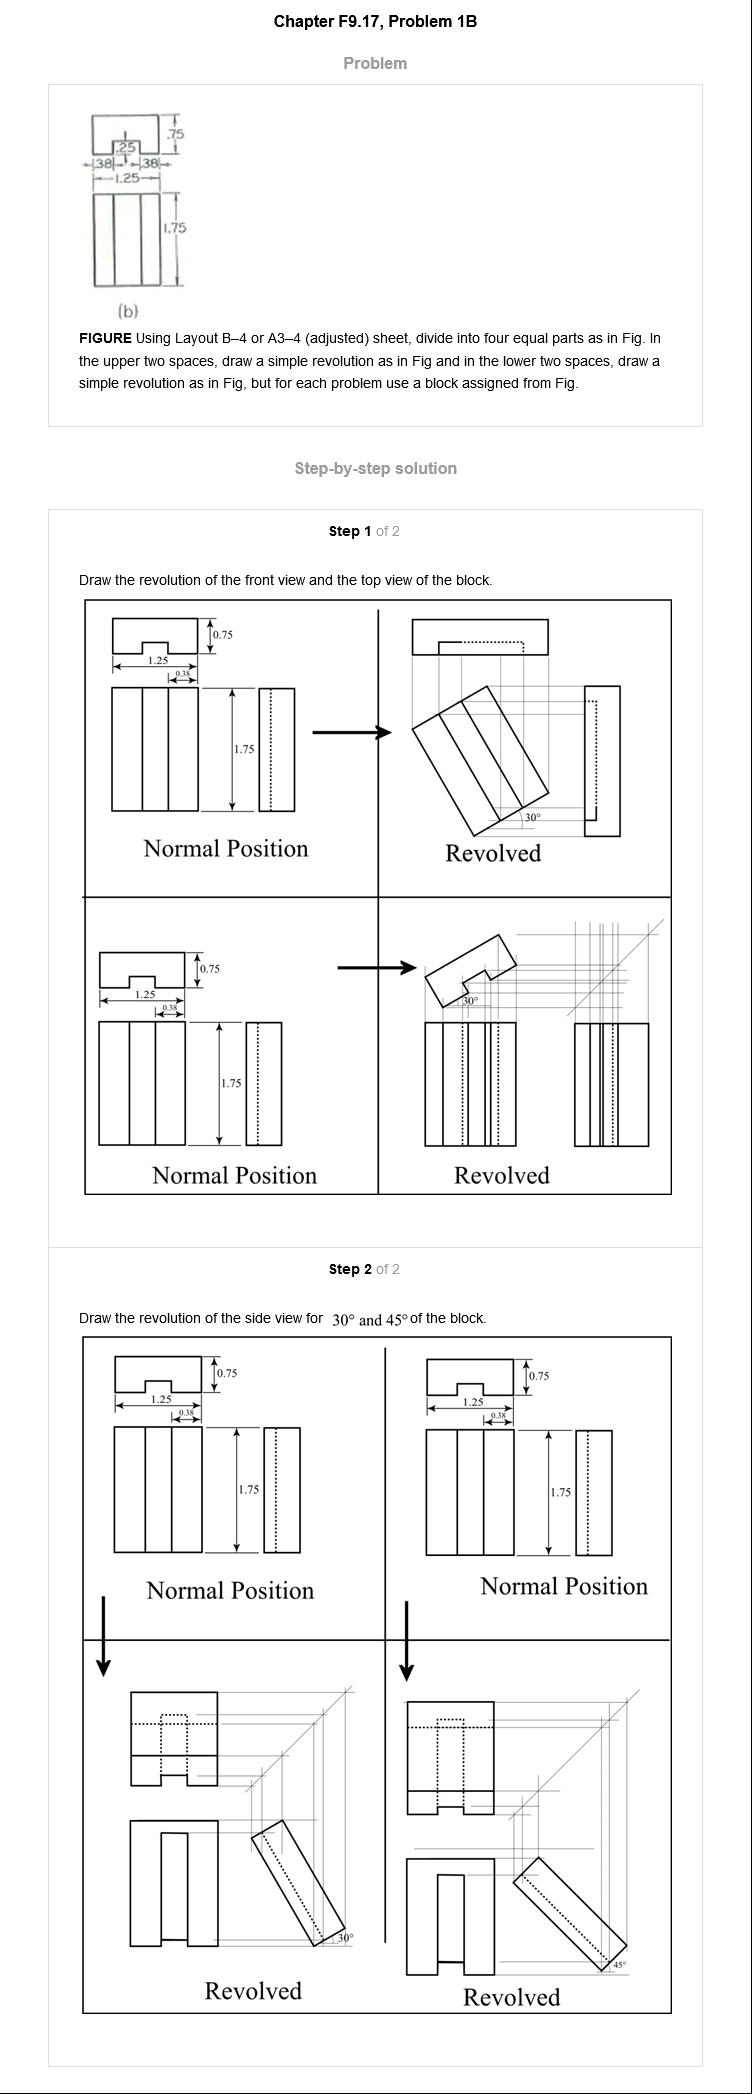 Chapter F9.17, Problem 1B
Problem
.75
.25
.38 .38
1.25
1.75
(b)
FIGURE Using Layout B–4 or A3–4 (adjusted) sheet, divide into four equal parts as in Fig. In
the upper two spaces, draw a simple revolution as in Fig and in the lower two spaces, draw a
simple revolution as in Fig, but for each problem use a block assigned from Fig.
Step-by-step solution
Step 1 of 2
Draw the revolution of the front view and the top view of the block.
0.75
1.25
0.38
1.75
30°
Normal Position
Revolved
0.75
1.25
0.38
30°
1.75
Normal Position
Revolved
Step 2 of 2
Draw the revolution of the side view for 30° and 45° of the block.
0.75
0.75
1.25
1.25
0.38
0.38
1.75
1.75
Normal Position
Normal Position
30°
45°
Revolved
Revolved